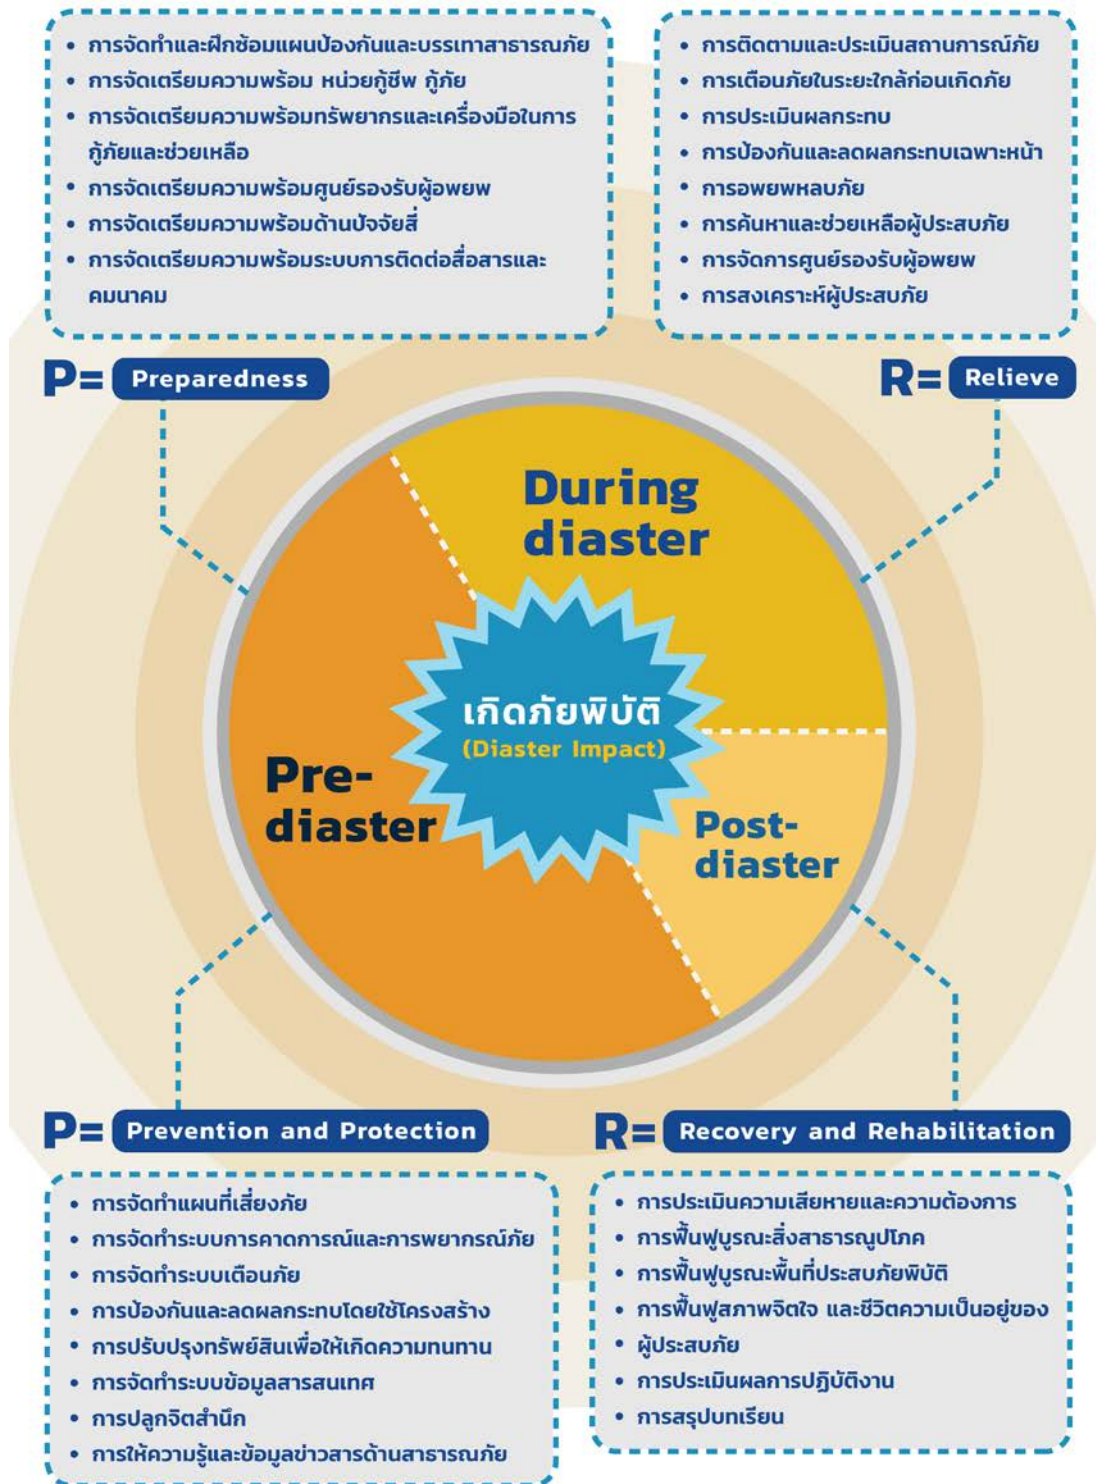 • การจัดทำและฝึกซ้อมแผนป้องกันและบรรเทาสาธารณภัย
• การจัดเตรียมความพร้อม หน่วยกู้ชีพ กู้ภัย
• การจัดเตรียมความพร้อมทรัพยากรและเครื่องมือในการ
กู้ภัยและช่วยเหลือ
• การจัดเตรียมความพร้อมศูนย์รองรับผู้อพยพ
• การจัดเตรียมความพร้อมด้านปัจจัยสี่
• การจัดเตรียมความพร้อมระบบการติดต่อสื่อสารและ
คมนาคม
• การติดตามและประเมินสถานการณ์ภัย
• การเตือนภัยในระยะใกล้ก่อนเกิดภัย
• การประเมินผลกระทบ
• การป้องกันและลดผลกระทบเฉพาะหน้า
• การอพยพหลบภัย
• การค้นหาและช่วยเหลือผู้ประสบภัย
• การจัดการศูนย์รองรับผู้อพยพ
• การสงเคราะห์ผู้ประสบภัย
P= Preparedness
R= Relieve
During
diaster
เกิดภัยพิบัติ
(Diaster Impact)
Pre-
diaster
Post-
diaster
P= Prevention and Protection
R= Recovery and Rehabilitation
• การจัดทำแผนที่เสี่ยงภัย
• การจัดทำระบบการคาดการณ์และการพยากรณ์ภัย
• การจัดทำระบบเตือนภัย
• การป้องกันและลดผลกระทบโดยใช้โครงสร้าง
• การปรับปรุงทรัพย์สินเพื่อให้เกิดความทนทาน
• การจัดทำระบบข้อมูลสารสนเทศ
• การปลูกจิตสำนึก
• การให้ความรู้และข้อมูลข่าวสารด้านสาธารณภัย
• การประเมินความเสียหายและความต้องการ
• การฟื้นฟูบูรณะสิ่งสาธารณูปโภค
• การฟื้นฟูบูรณะพื้นที่ประสบภัยพิบัติ
• การฟื้นฟูสภาพจิตใจ และชีวิตความเป็นอยู่ของ
• ผู้ประสบภัย
• การประเมินผลการปฏิบัติงาน
• การสรุปบทเรียน